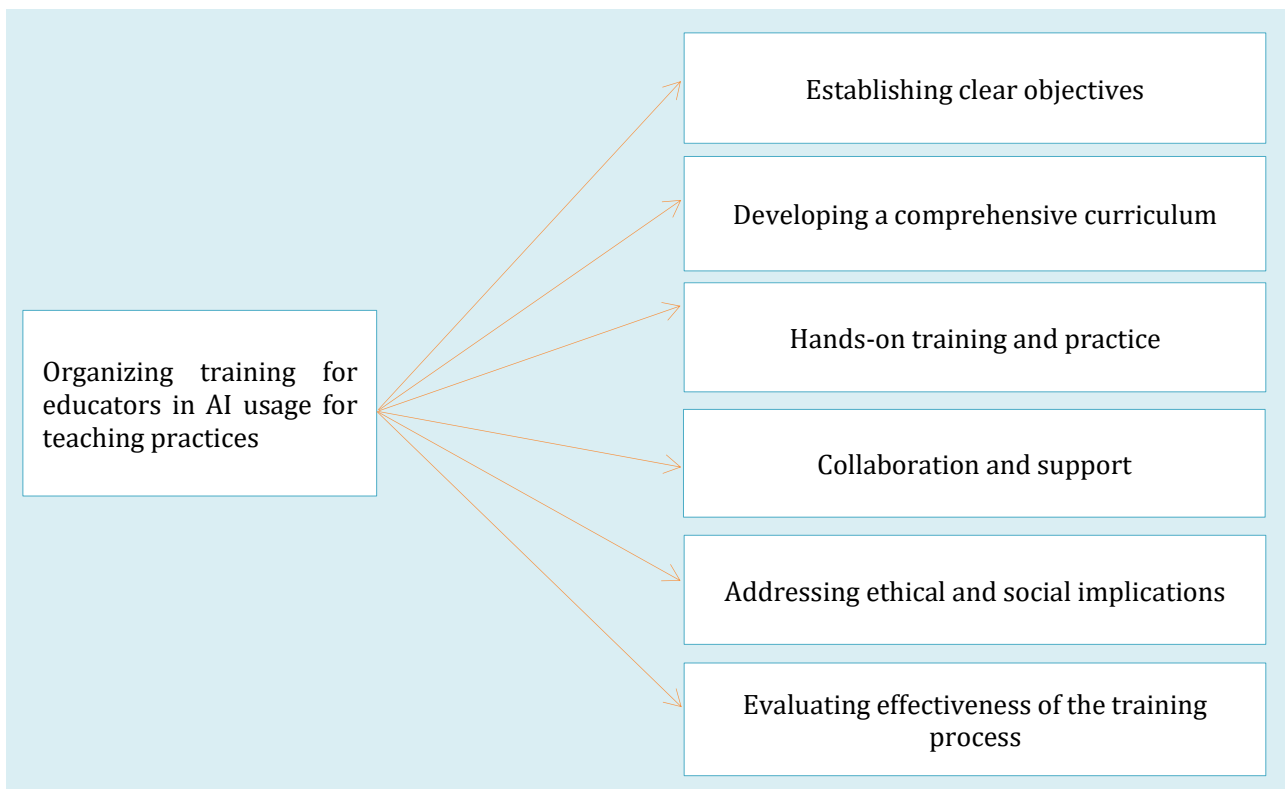 Establishing clear objectives
Developing a comprehensive curriculum
Hands-on training and practice
Organizing training for
educators in AI usage for
teaching practices
Collaboration and support
Addressing ethical and social implications
Evaluating effectiveness of the training
process